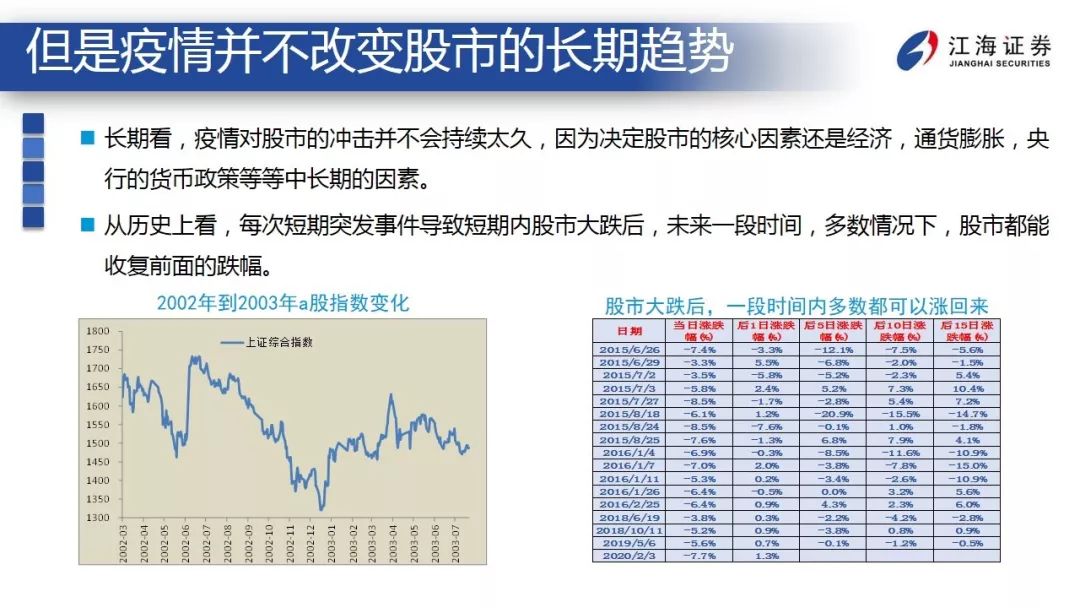 但是疫情并不改变股市的长期趋势
江海证券
JIANGHAI SECURITIES
长期看，疫情对股市的冲击并不会持续太久，因为决定股市的核心因素还是经济，通货膨胀，央
行的货币政策等等中长期的因素。
从历史上看，每次短期突发事件导致短期内股市大跌后，未来一段时间，多数情况下，股市都能
收复前面的跌幅。
2002年到2003年a股指数变化
上证综合指数
1800
1750
1700
1650
1600
1550
1500
1450
1400
1350
1300
2002-03
2002-04
2002-05
2002-06
2002-07
2002-08
2002-09
2002-10
2002-11
2002-12
2003-01
2003-02
2003-03
2003-04
2003-05
2003-06
2003-07
股市大跌后，一段时间内多数都可以涨回来
日期 当日涨跌幅(%) 后1日涨跌幅(%) 后5日涨跌幅(%) 后10日涨跌幅(%) 后15日涨跌幅(%)
2015/6/26 -7.4% -3.3% -12.1% -7.5% -5.6%
2015/6/29 -3.3% 5.5% -6.8% -2.0% -1.5%
2015/7/2 -3.5% -5.8% -5.2% -2.3% 5.4%
2015/7/3 -5.8% 2.4% 5.2% 7.3% 10.4%
2015/7/27 -8.5% -1.7% -2.8% 5.4% 7.2%
2015/8/18 -6.1% 1.2% -20.9% -15.5% -14.7%
2015/8/24 -8.5% -7.6% -0.1% 1.0% -1.8%
2015/8/25 -7.6% -1.3% 6.8% 7.9% 4.1%
2016/1/4 -6.9% -0.3% -8.5% -11.6% -10.9%
2016/1/7 -7.0% 2.0% -3.8% -7.8% -15.0%
2016/1/11 -5.3% 0.2% -3.4% -2.6% -10.9%
2016/1/26 -6.4% -0.5% 0.0% 3.2% 5.6%
2016/2/25 -6.4% 0.9% 4.3% 2.3% 6.0%
2018/6/19 -3.8% 0.3% -2.2% -4.2% -2.8%
2018/10/11 -5.2% 0.9% -3.8% 0.8% 0.9%
2019/5/6 -5.6% 0.7% -0.1% -1.2% -0.5%
2020/2/3 -7.7% 1.3%